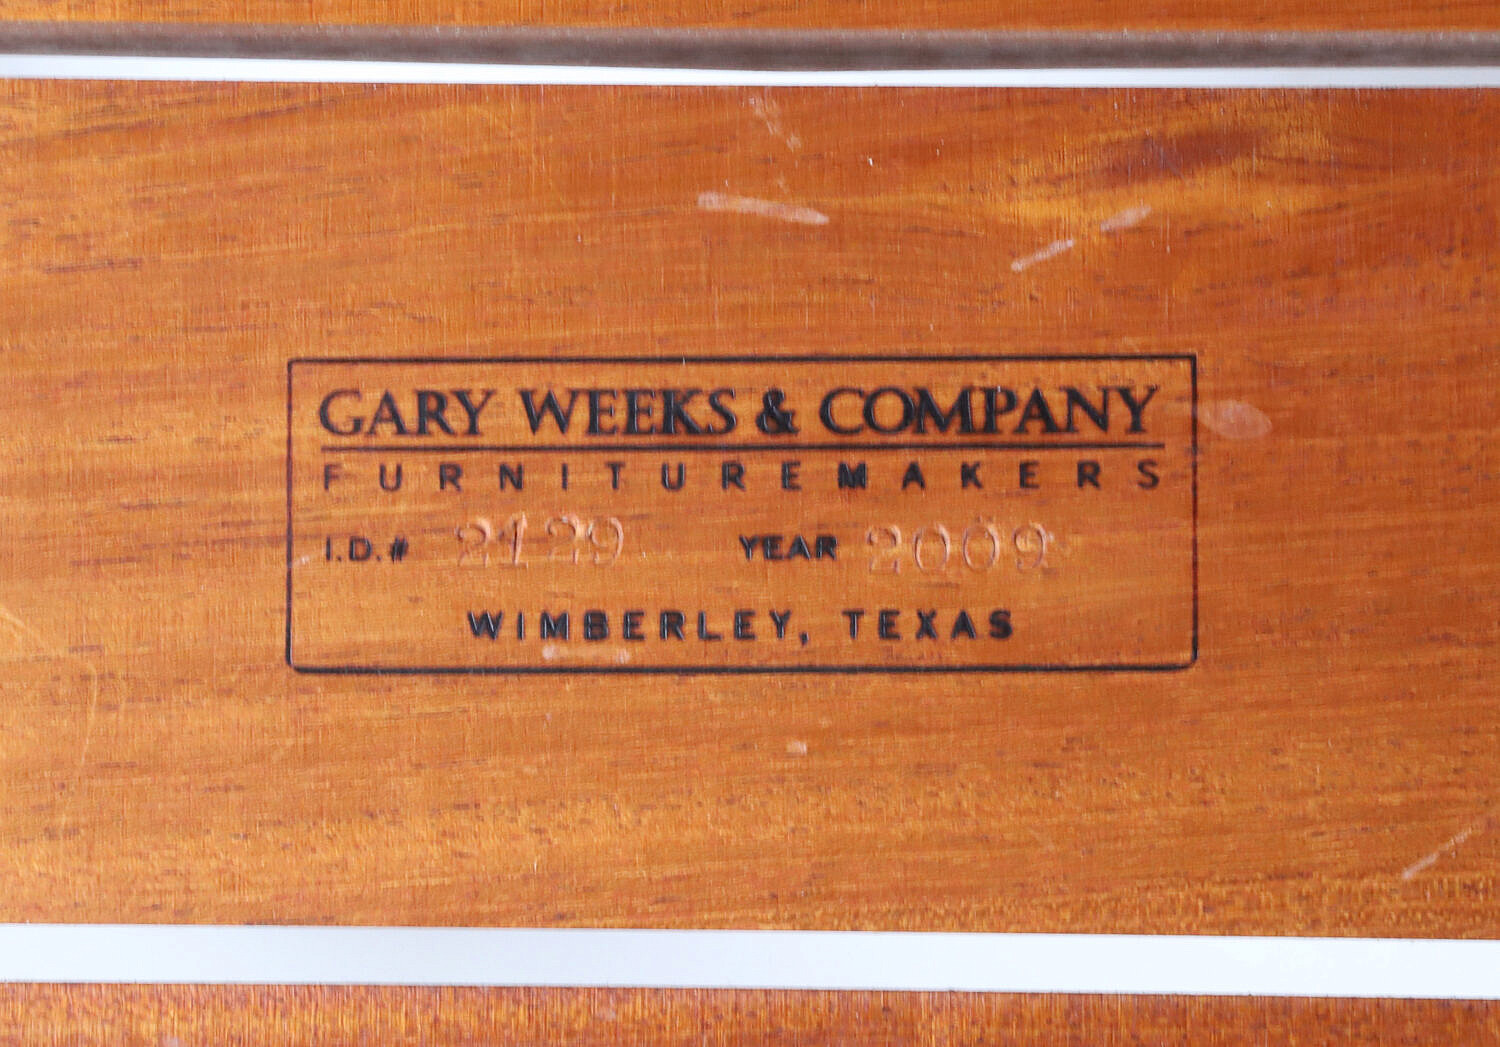 GARY WEEKS & COMPANY
FURNITUREMAKERS
I.D.# 2129 YEAR 2009
WIMBERLEY, TEXAS